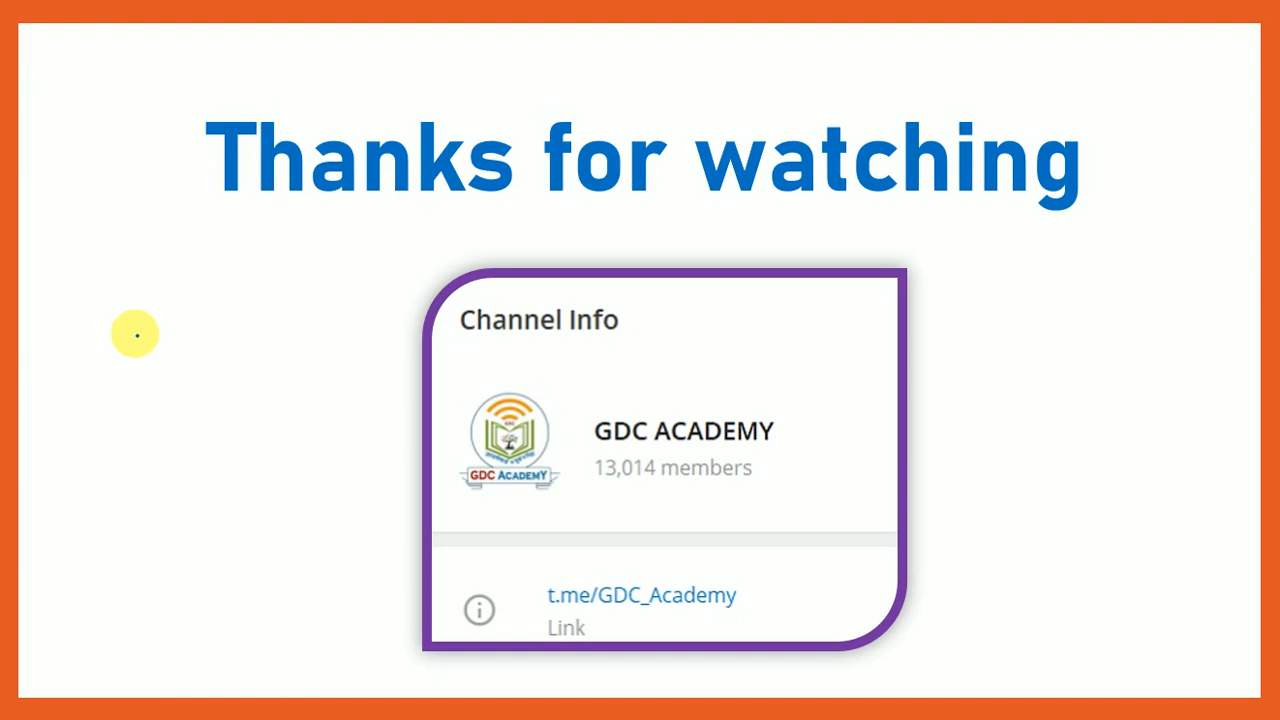 Thanks for watching
Channel Info
GDC ACADEMY
13,014 members
GDC ACADEMY
t.me/GDC_Academy
Link